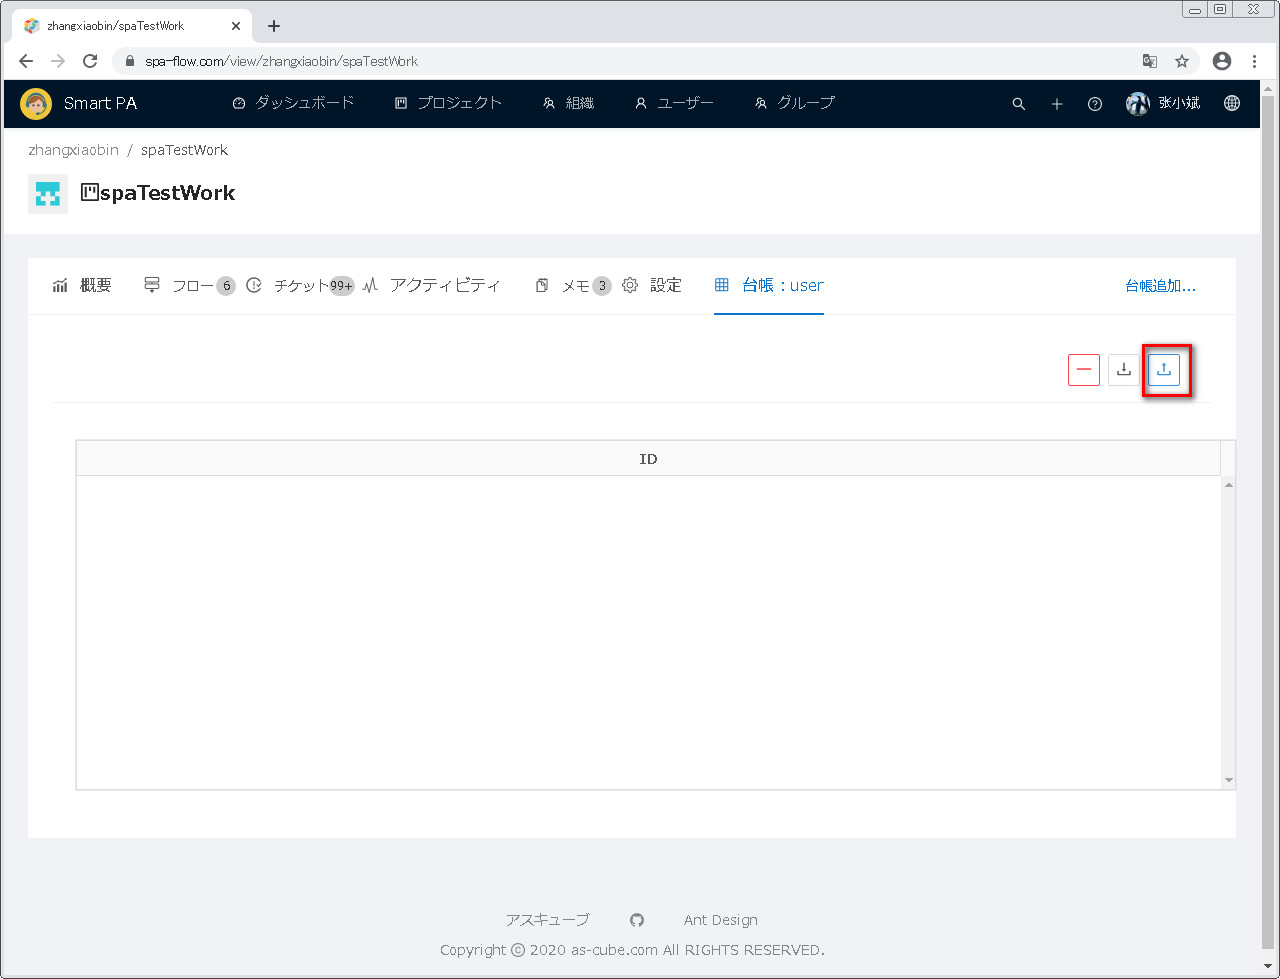 zhangxiaobin/spaTestWork
spa-flow.com/view/zhangxiaobin/spaTestWork
Smart PA ダッシュボード プロジェクト 組織 ユーザー グループ 张小斌
zhangxiaobin / spaTestWork
spaTestWork
概要 フロー 6 チケット 99+ アクティビティ メモ 3 設定 台帳：user 台帳追加...
ID
アスキューブ Ant Design
Copyright © 2020 as-cube.com All RIGHTS RESERVED.